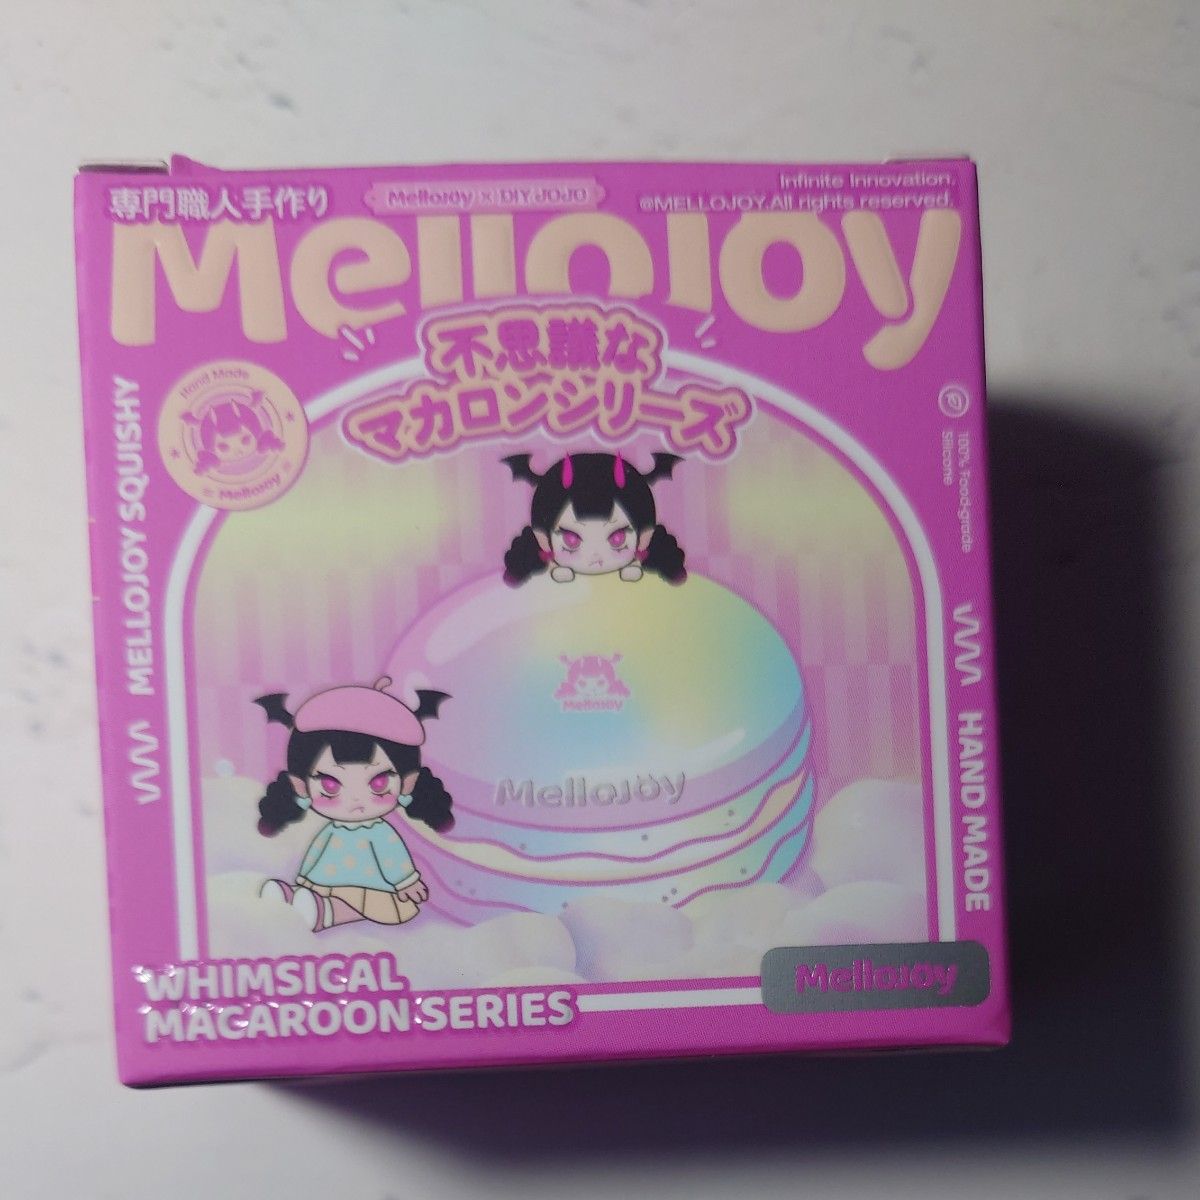 専門職人手作り
MelloJoy x DIYJOJO
Infinite Innovation.
@MELLOJOY.All rights reserved.
MelloJoy
不思議な
マカロンシリーズ
Hand Made
MelloJoy
MELLOJOY SQUISHY
100% Food-grade
Silicone
HAND MADE
MelloJoy
MelloJoy
WHIMSICAL
MACAROON SERIES
MelloJoy